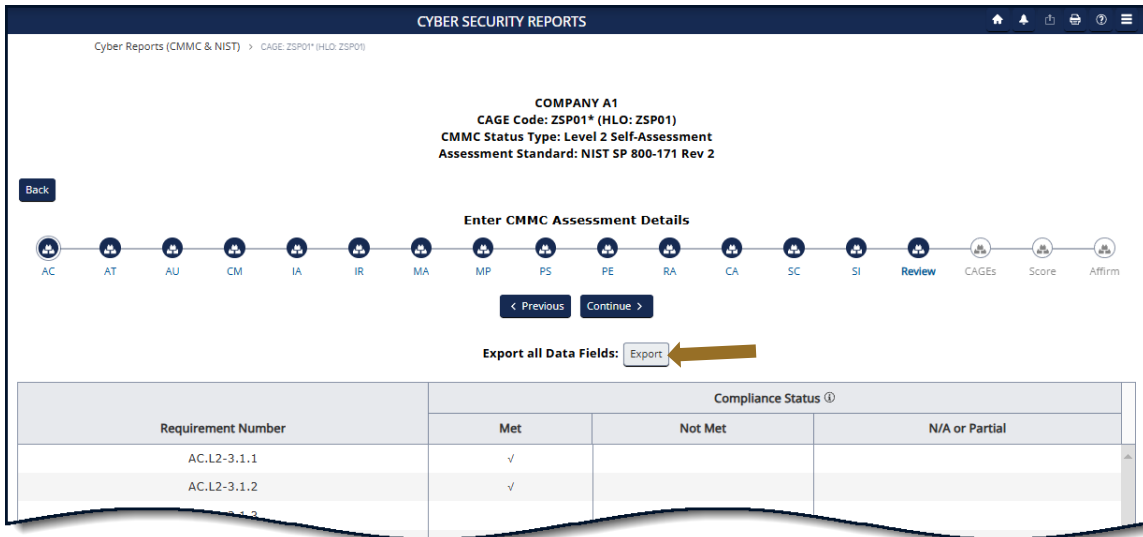 CYBER SECURITY REPORTS
Cyber Reports (CMMC & NIST) > CAGE: ZSP01* (HLO: ZSP01)
COMPANY A1
CAGE Code: ZSP01* (HLO: ZSP01)
CMMC Status Type: Level 2 Self-Assessment
Assessment Standard: NIST SP 800-171 Rev 2
Back
Enter CMMC Assessment Details
AC AT AU CM IA IR MA MP PS PE RA CA SC SI Review CAGEs Score Affirm
< Previous Continue >
Export all Data Fields: Export
Compliance Status
Requirement Number Met Not Met N/A or Partial
AC.L2-3.1.1 √
AC.L2-3.1.2 √